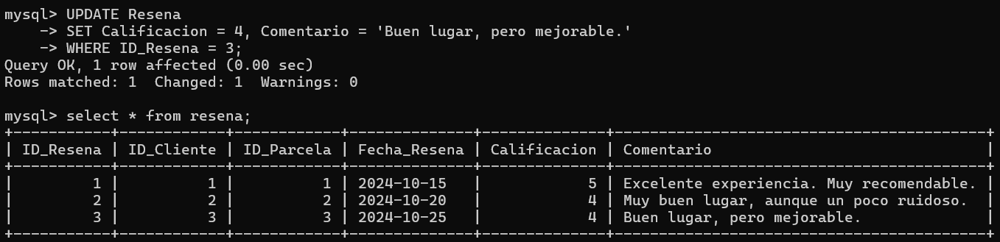 mysql> UPDATE Resena
    -> SET Calificacion = 4, Comentario = 'Buen lugar, pero mejorable.'
    -> WHERE ID_Resena = 3;
Query OK, 1 row affected (0.00 sec)
Rows matched: 1  Changed: 1  Warnings: 0

mysql> select * from resena;
+-----------+------------+------------+--------------+--------------+------------------------------------------+
| ID_Resena | ID_Cliente | ID_Parcela | Fecha_Resena | Calificacion | Comentario                               |
+-----------+------------+------------+--------------+--------------+------------------------------------------+
|         1 |          1 |          1 | 2024-10-15   |            5 | Excelente experiencia. Muy recomendable. |
|         2 |          2 |          2 | 2024-10-20   |            4 | Muy buen lugar, aunque un poco ruidoso.  |
|         3 |          3 |          3 | 2024-10-25   |            4 | Buen lugar, pero mejorable.              |
+-----------+------------+------------+--------------+--------------+------------------------------------------+